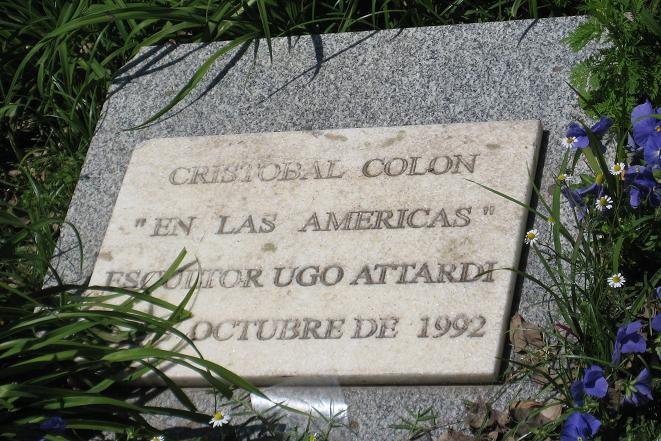 CRISTOBAL COLON
"EN LAS AMERICAS"
ESCULTOR UGO ATTARDI
OCTUBRE DE 1992